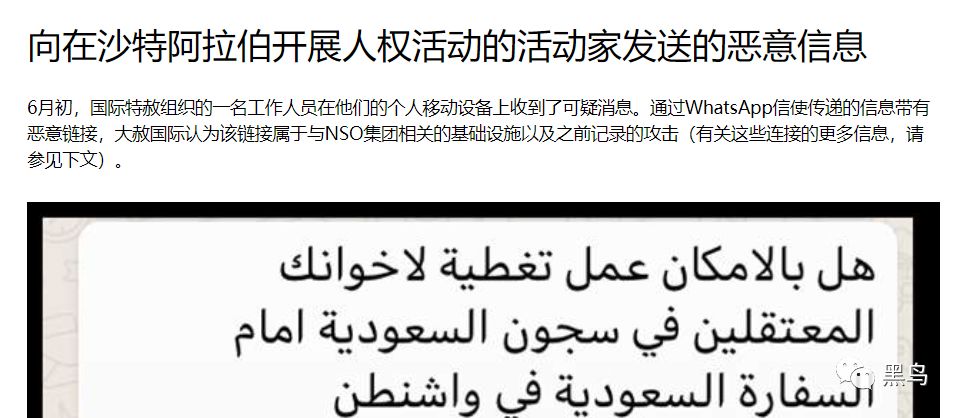 向在沙特阿拉伯开展人权活动的活动家发送的恶意信息
6月初，国际特赦组织的一名工作人员在他们的个人移动设备上收到了可疑消息。通过WhatsApp信使传递的信息带有
恶意链接，大赦国际认为该链接属于与NSO集团相关的基础设施以及之前记录的攻击（有关这些连接的更多信息，请
参见下文）。
هل بالامكان عمل تغطية لاخوانك
المعتقلين في سجون السعودية امام
السفارة السعودية في واشنطن
黑鸟